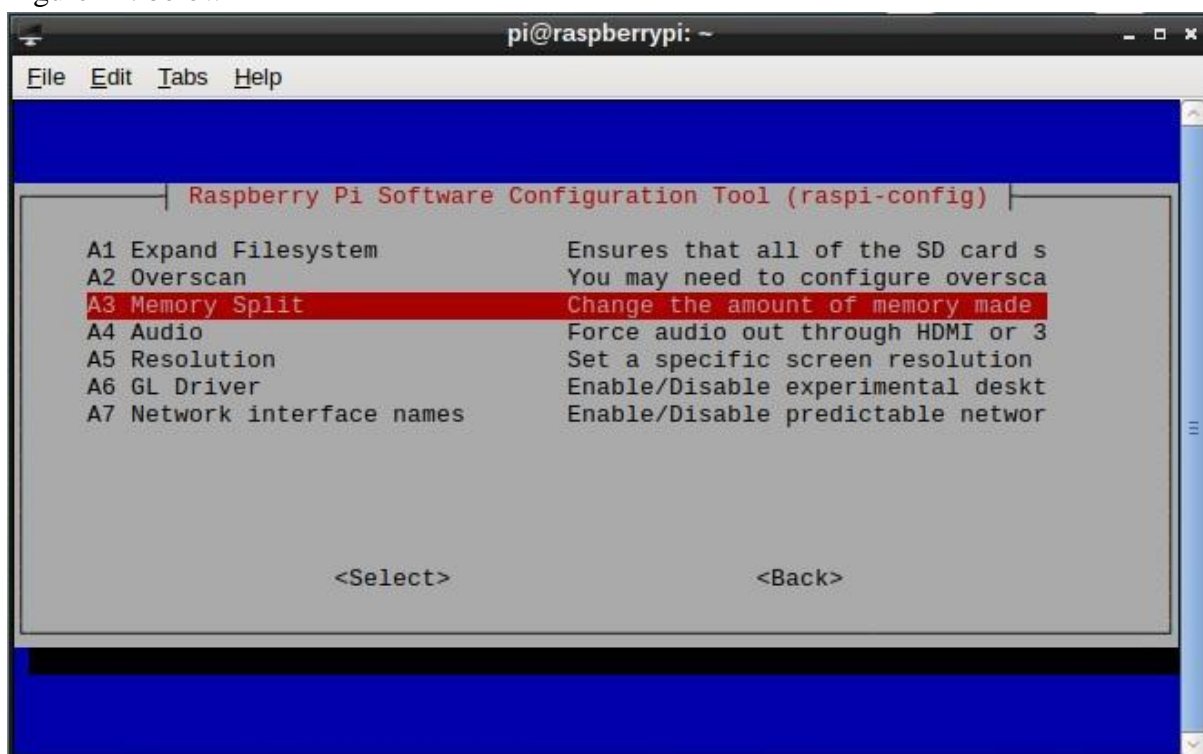 pi@raspberrypi: ~
File Edit Tabs Help
Raspberry Pi Software Configuration Tool (raspi-config)
A1 Expand Filesystem Ensures that all of the SD card s
A2 Overscan You may need to configure oversca
A3 Memory Split Change the amount of memory made
A4 Audio Force audio out through HDMI or 3
A5 Resolution Set a specific screen resolution
A6 GL Driver Enable/Disable experimental deskt
A7 Network interface names Enable/Disable predictable networ
<Select> <Back>